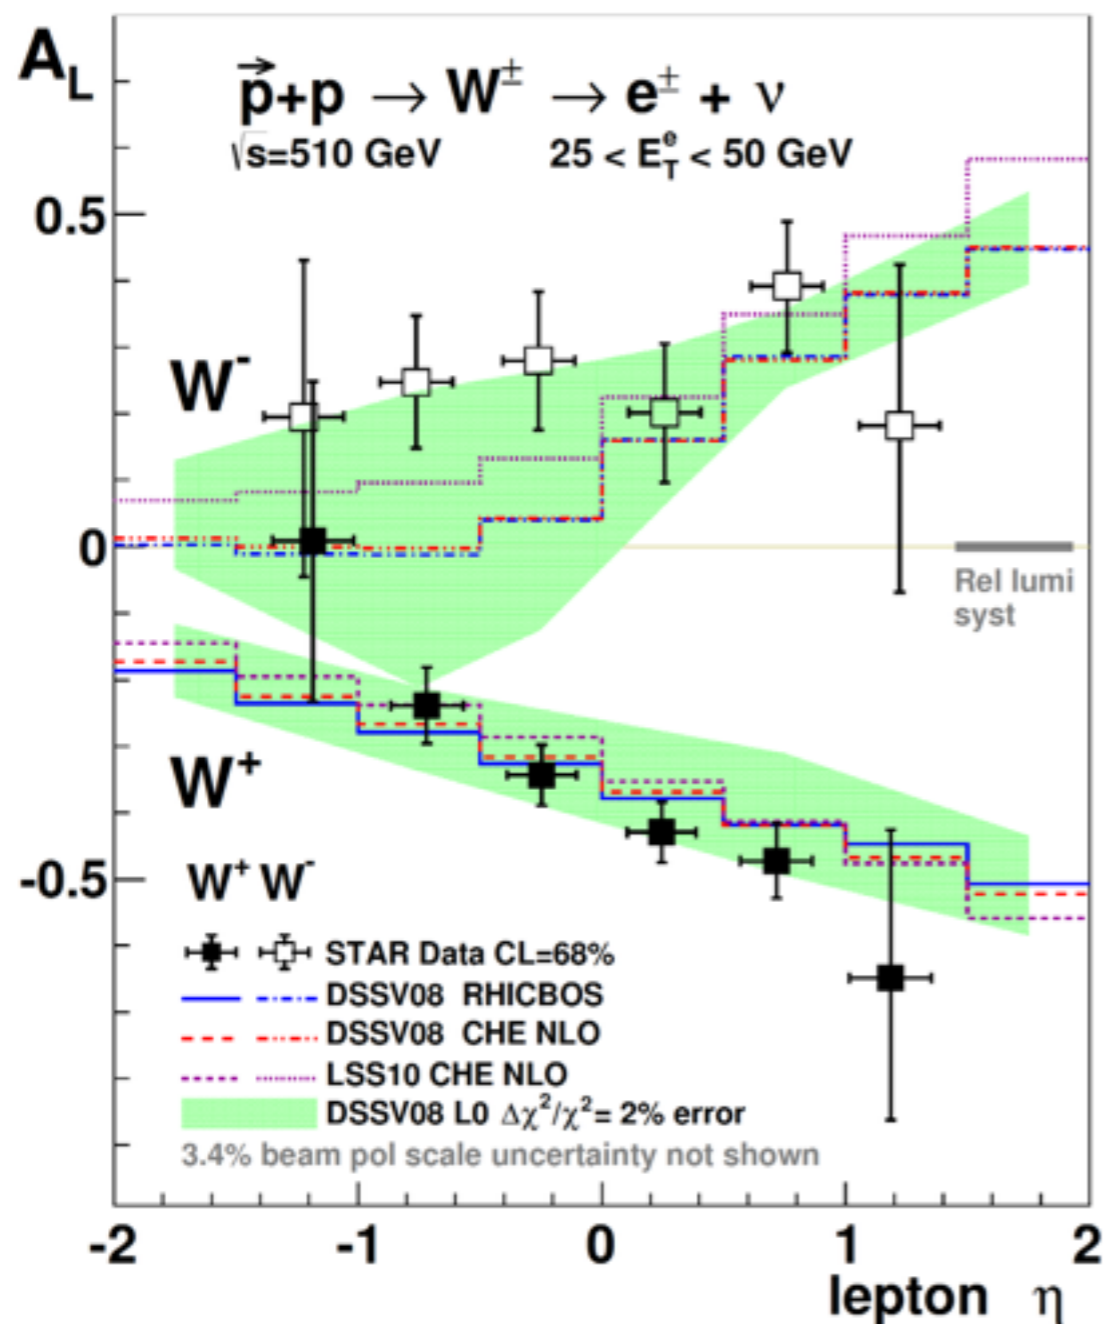 A_L
p⃗+p → W^± → e^± + ν
√s=510 GeV 25 < E_T^e < 50 GeV
0.5
W^-
0
Rel lumi
syst
W^+
-0.5
W^+ W^-
STAR Data CL=68%
DSSV08 RHICBOS
DSSV08 CHE NLO
LSS10 CHE NLO
DSSV08 L0 Δχ²/χ²= 2% error
3.4% beam pol scale uncertainty not shown
-2 -1 0 1 2
lepton η